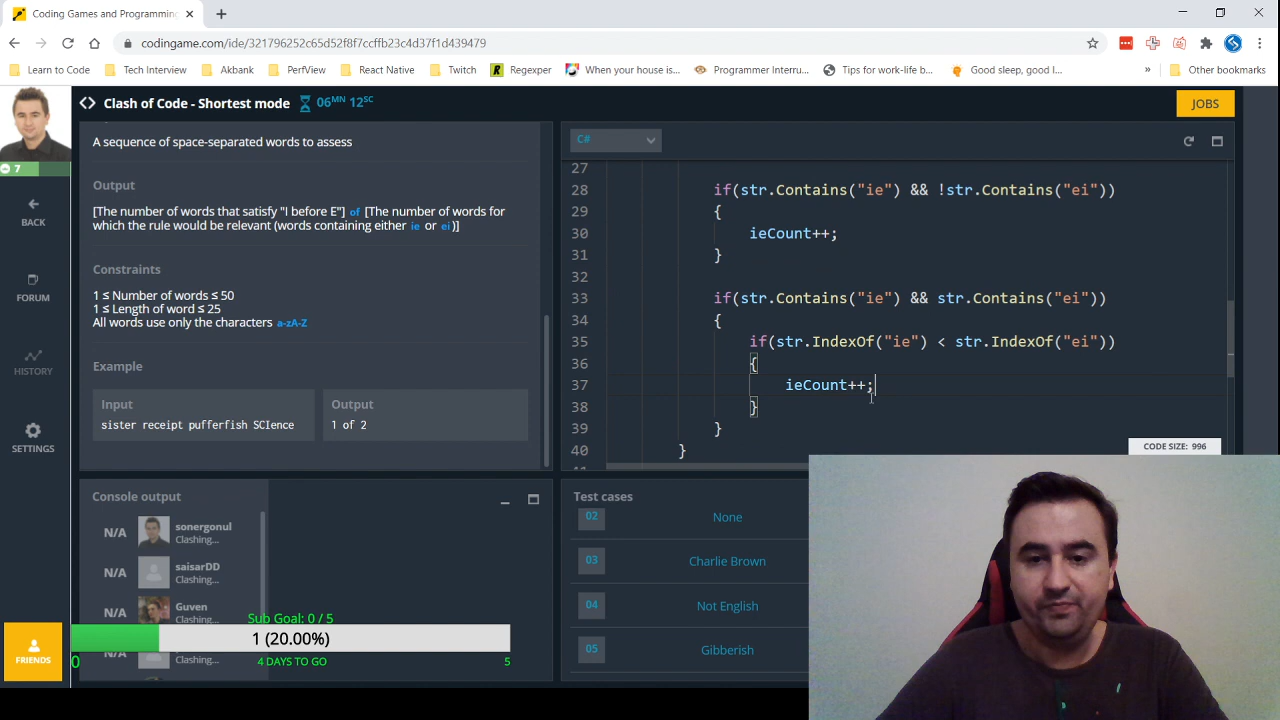 Coding Games and Programming
codingame.com/ide/321796252c65d52f8f7ccffb23c4d37f1d439479
Learn to Code
Tech Interview
Akbank
PerfView
React Native
Twitch
Regexper
When your house is...
Programmer Interru...
Tips for work-life b...
Good sleep, good l...
»
Other bookmarks
7
BACK
FORUM
HISTORY
SETTINGS
FRIENDS
<> Clash of Code - Shortest mode 06MN 12SC
JOBS
A sequence of space-separated words to assess
Output
[The number of words that satisfy "I before E"] of [The number of words for
which the rule would be relevant (words containing either ie or ei)]
Constraints
1 ≤ Number of words ≤ 50
1 ≤ Length of word ≤ 25
All words use only the characters a-zA-Z
Example
Input
sister receipt pufferfish SCIence
Output
1 of 2
C#
27
28 if(str.Contains("ie") && !str.Contains("ei"))
29 {
30 ieCount++;
31 }
32
33 if(str.Contains("ie") && str.Contains("ei"))
34 {
35 if(str.IndexOf("ie") < str.IndexOf("ei"))
36 {
37 ieCount++;
38 }
39 }
40 }
CODE SIZE: 996
Console output
N/A sonergonul
Clashing...
N/A saisarDD
Clashing...
N/A Guven
Clashing...
Sub Goal: 0 / 5
1 (20.00%)
0
4 DAYS TO GO
5
Test cases
02 None
03 Charlie Brown
04 Not English
05 Gibberish